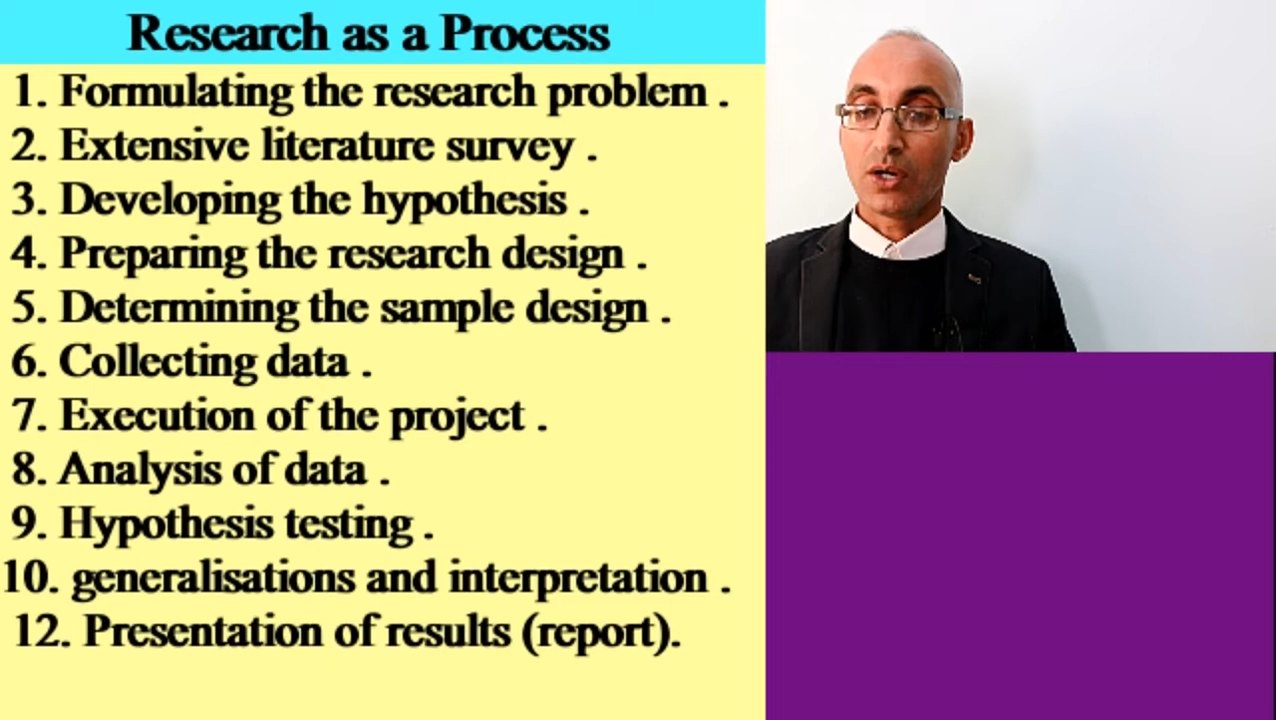 Research as a Process
1. Formulating the research problem .
2. Extensive literature survey .
3. Developing the hypothesis .
4. Preparing the research design .
5. Determining the sample design .
6. Collecting data .
7. Execution of the project .
8. Analysis of data .
9. Hypothesis testing .
10. generalisations and interpretation .
12. Presentation of results (report).